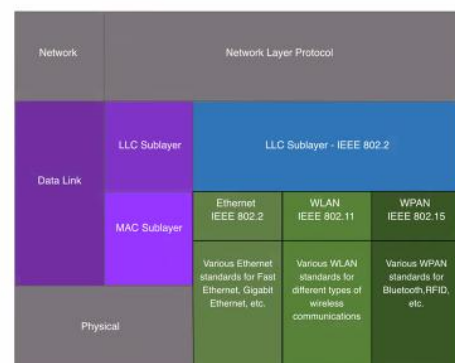 Network
Network Layer Protocol
Data Link
LLC Sublayer
LLC Sublayer - IEEE 802.2
MAC Sublayer
Ethernet
IEEE 802.2
WLAN
IEEE 802.11
WPAN
IEEE 802.15
Various Ethernet
standards for Fast
Ethernet, Gigabit
Ethernet, etc.
Various WLAN
standards for
different types of
wireless
communications
Various WPAN
standards for
Bluetooth,RFID,
etc.
Physical